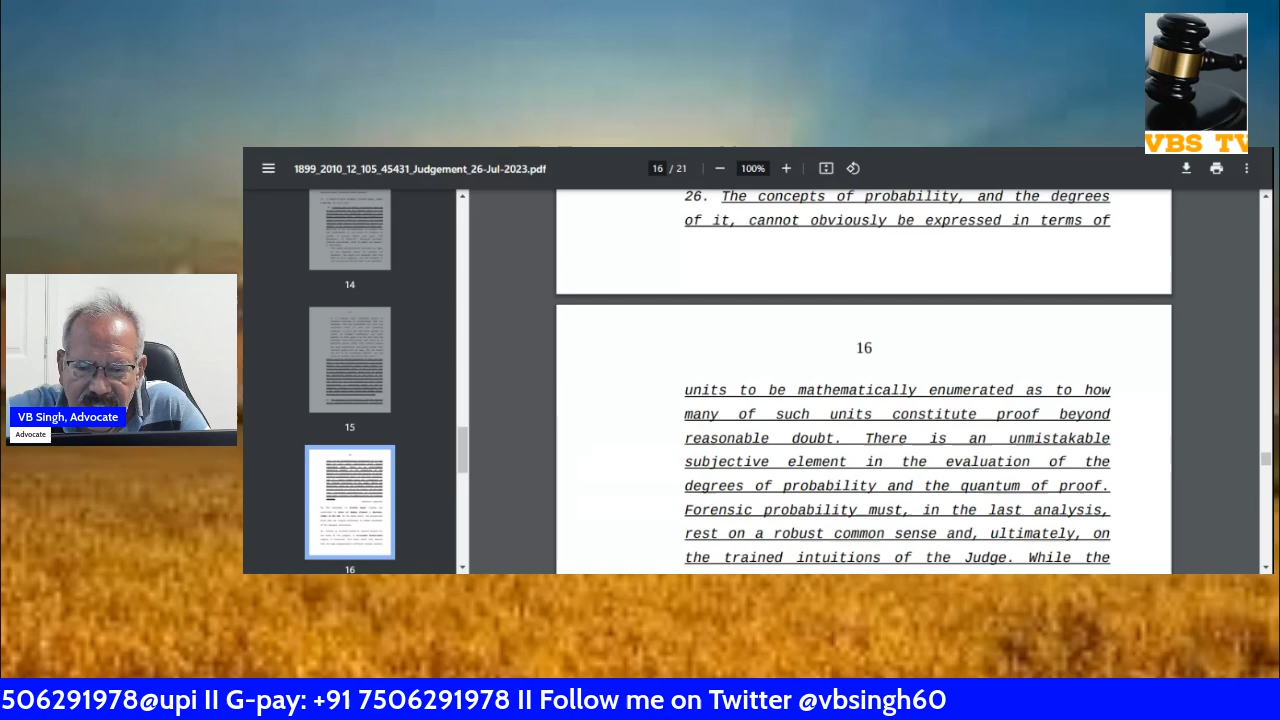 VBS TV
1899_2010_12_105_45431_Judgement_26-Jul-2023.pdf
16 / 21
100%
14
15
16
26. The concepts of probability, and the degrees
of it, cannot obviously be expressed in terms of
16
units to be mathematically enumerated as to how
many of such units constitute proof beyond
reasonable doubt. There is an unmistakable
subjective element in the evaluation of the
degrees of probability and the quantum of proof.
Forensic probability must, in the last analysis,
rest on a robust common sense and, ultimately, on
the trained intuitions of the Judge. While the
VB Singh, Advocate
Advocate
506291978@upi II G-pay: +91 7506291978 II Follow me on Twitter @vbsingh60